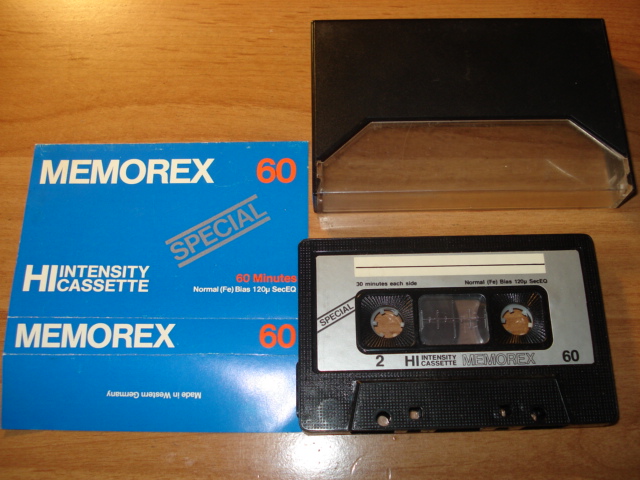 MEMOREX 60
SPECIAL
HI INTENSITY
CASSETTE
60 Minutes
Normal (Fe) Bias 120µ SecEQ
MEMOREX 60
Made in Western Germany
30 minutes each side Normal (Fe) Bias 120µ SecEQ
SPECIAL
2 HI INTENSITY
CASSETTE MEMOREX 60